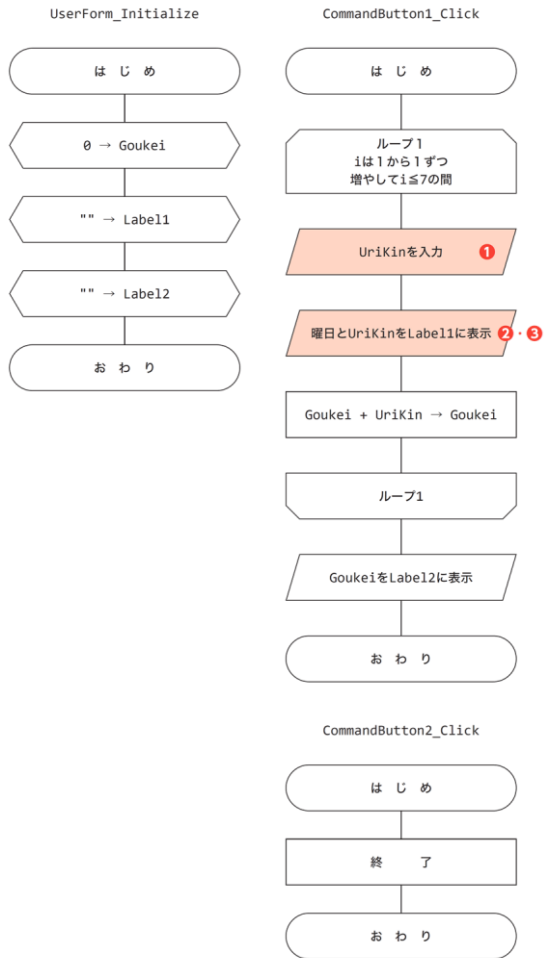 UserForm_Initialize
は じ め
0 → Goukei
"" → Label1
"" → Label2
お わ り
CommandButton1_Click
は じ め
ループ1
iは1から1ずつ
増やしてi≦7の間
UriKinを入力 ❶
曜日とUriKinをLabel1に表示 ❷・❸
Goukei + UriKin → Goukei
ループ1
GoukeiをLabel2に表示
お わ り
CommandButton2_Click
は じ め
終 了
お わ り